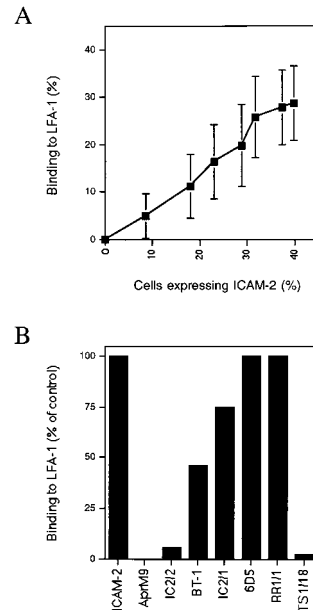 A
40
30
20
10
0
Binding to LFA-1 (%)
0 10 20 30 40
Cells expressing ICAM-2 (%)
B
100
75
50
25
0
Binding to LFA-1 (% of control)
ICAM-2 AprM9 IC2/2 BT-1 IC2/1 6D5 RR1/1 TS1/18